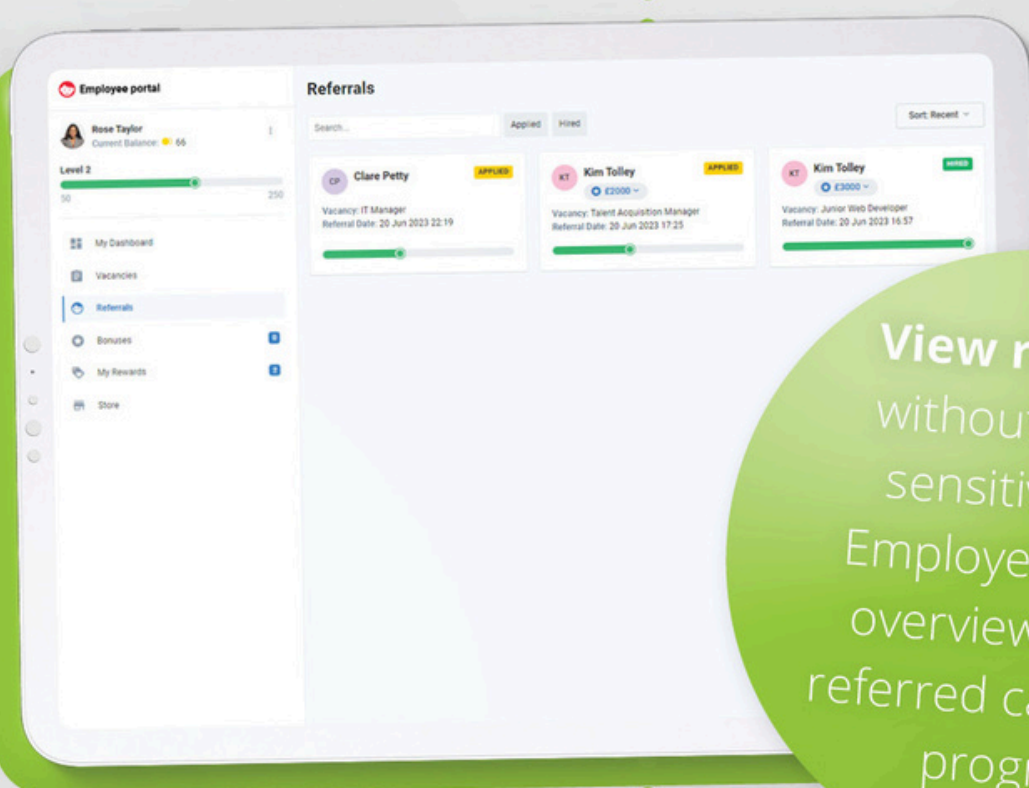 Employee portal
Rose Taylor
Current Balance: 66
Level 2
50 250
My Dashboard
Vacancies
Referrals
Bonuses
My Rewards
Store
Referrals
Search...
Applied Hired
Sort: Recent
CP Clare Petty APPLIED
Vacancy: IT Manager
Referral Date: 20 Jun 2023 22:19
KT Kim Tolley APPLIED
£2000
Vacancy: Talent Acquisition Manager
Referral Date: 20 Jun 2023 17:25
KT Kim Tolley HIRED
£3000
Vacancy: Junior Web Developer
Referral Date: 20 Jun 2023 16:57
View r
without
sensitiv
Employe
overview
referred ca
progr